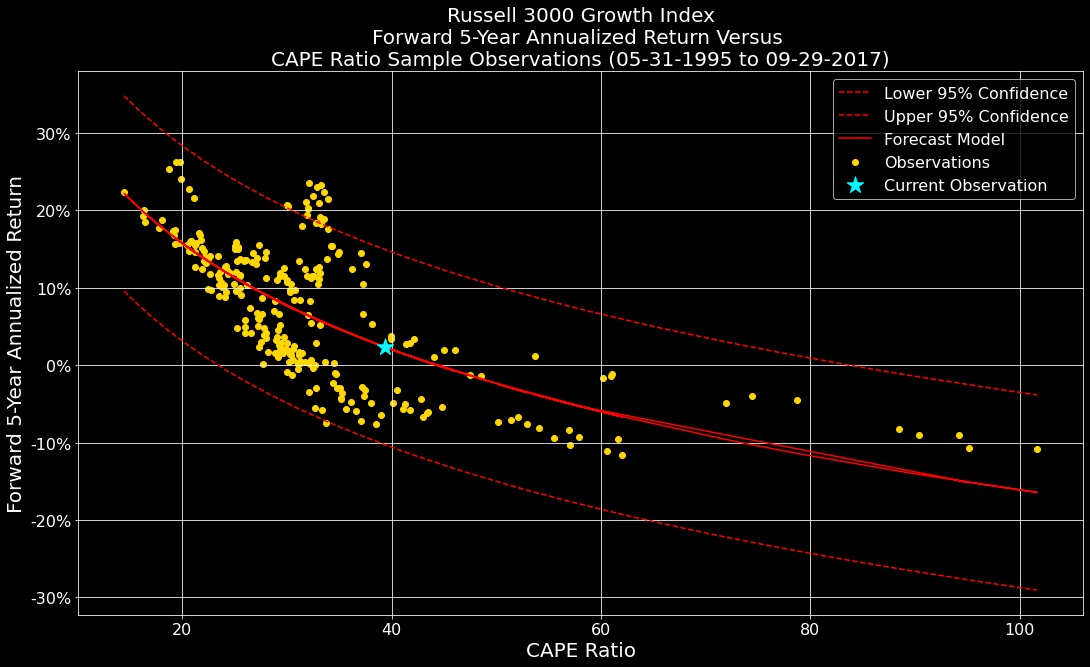 Russell 3000 Growth Index
Forward 5-Year Annualized Return Versus
CAPE Ratio Sample Observations (05-31-1995 to 09-29-2017)
Lower 95% Confidence
Upper 95% Confidence
Forecast Model
Observations
Current Observation
Forward 5-Year Annualized Return
30%
20%
10%
0%
-10%
-20%
-30%
20 40 60 80 100
CAPE Ratio